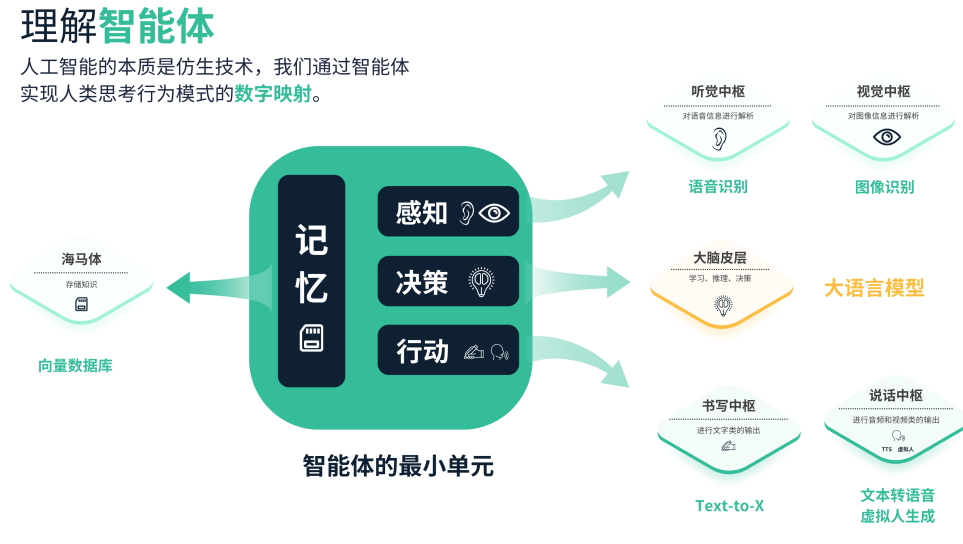 理解智能体
人工智能的本质是仿生技术，我们通过智能体
实现人类思考行为模式的数字映射。
海马体
存储知识
向量数据库
记
忆
感知
决策
行动
智能体的最小单元
听觉中枢
对语音信息进行解析
语音识别
视觉中枢
对图像信息进行解析
图像识别
大脑皮层
学习、推理、决策
大语言模型
书写中枢
进行文字类的输出
Text-to-X
说话中枢
进行音频和视频类的输出
TTS 虚拟人
文本转语音
虚拟人生成